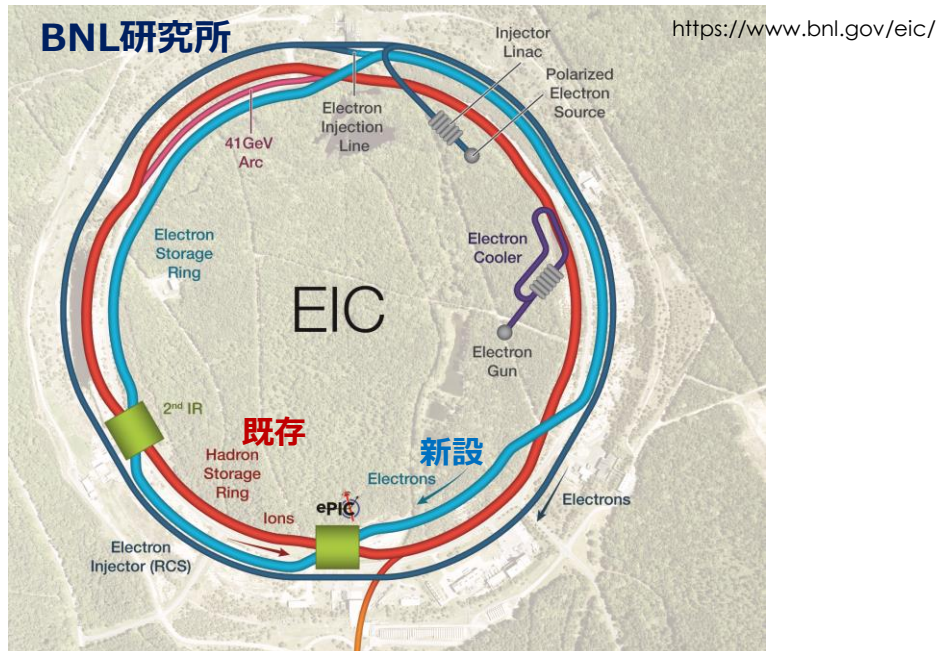 BNL研究所
https://www.bnl.gov/eic/
Injector
Linac
Polarized
Electron
Source
Electron
Injection
Line
41GeV
Arc
Electron
Storage
Ring
Electron
Cooler
EIC
Electron
Gun
2nd IR
既存
Hadron
Storage
Ring
新設
Electrons
ePIC
Ions
Electrons
Electron
Injector (RCS)